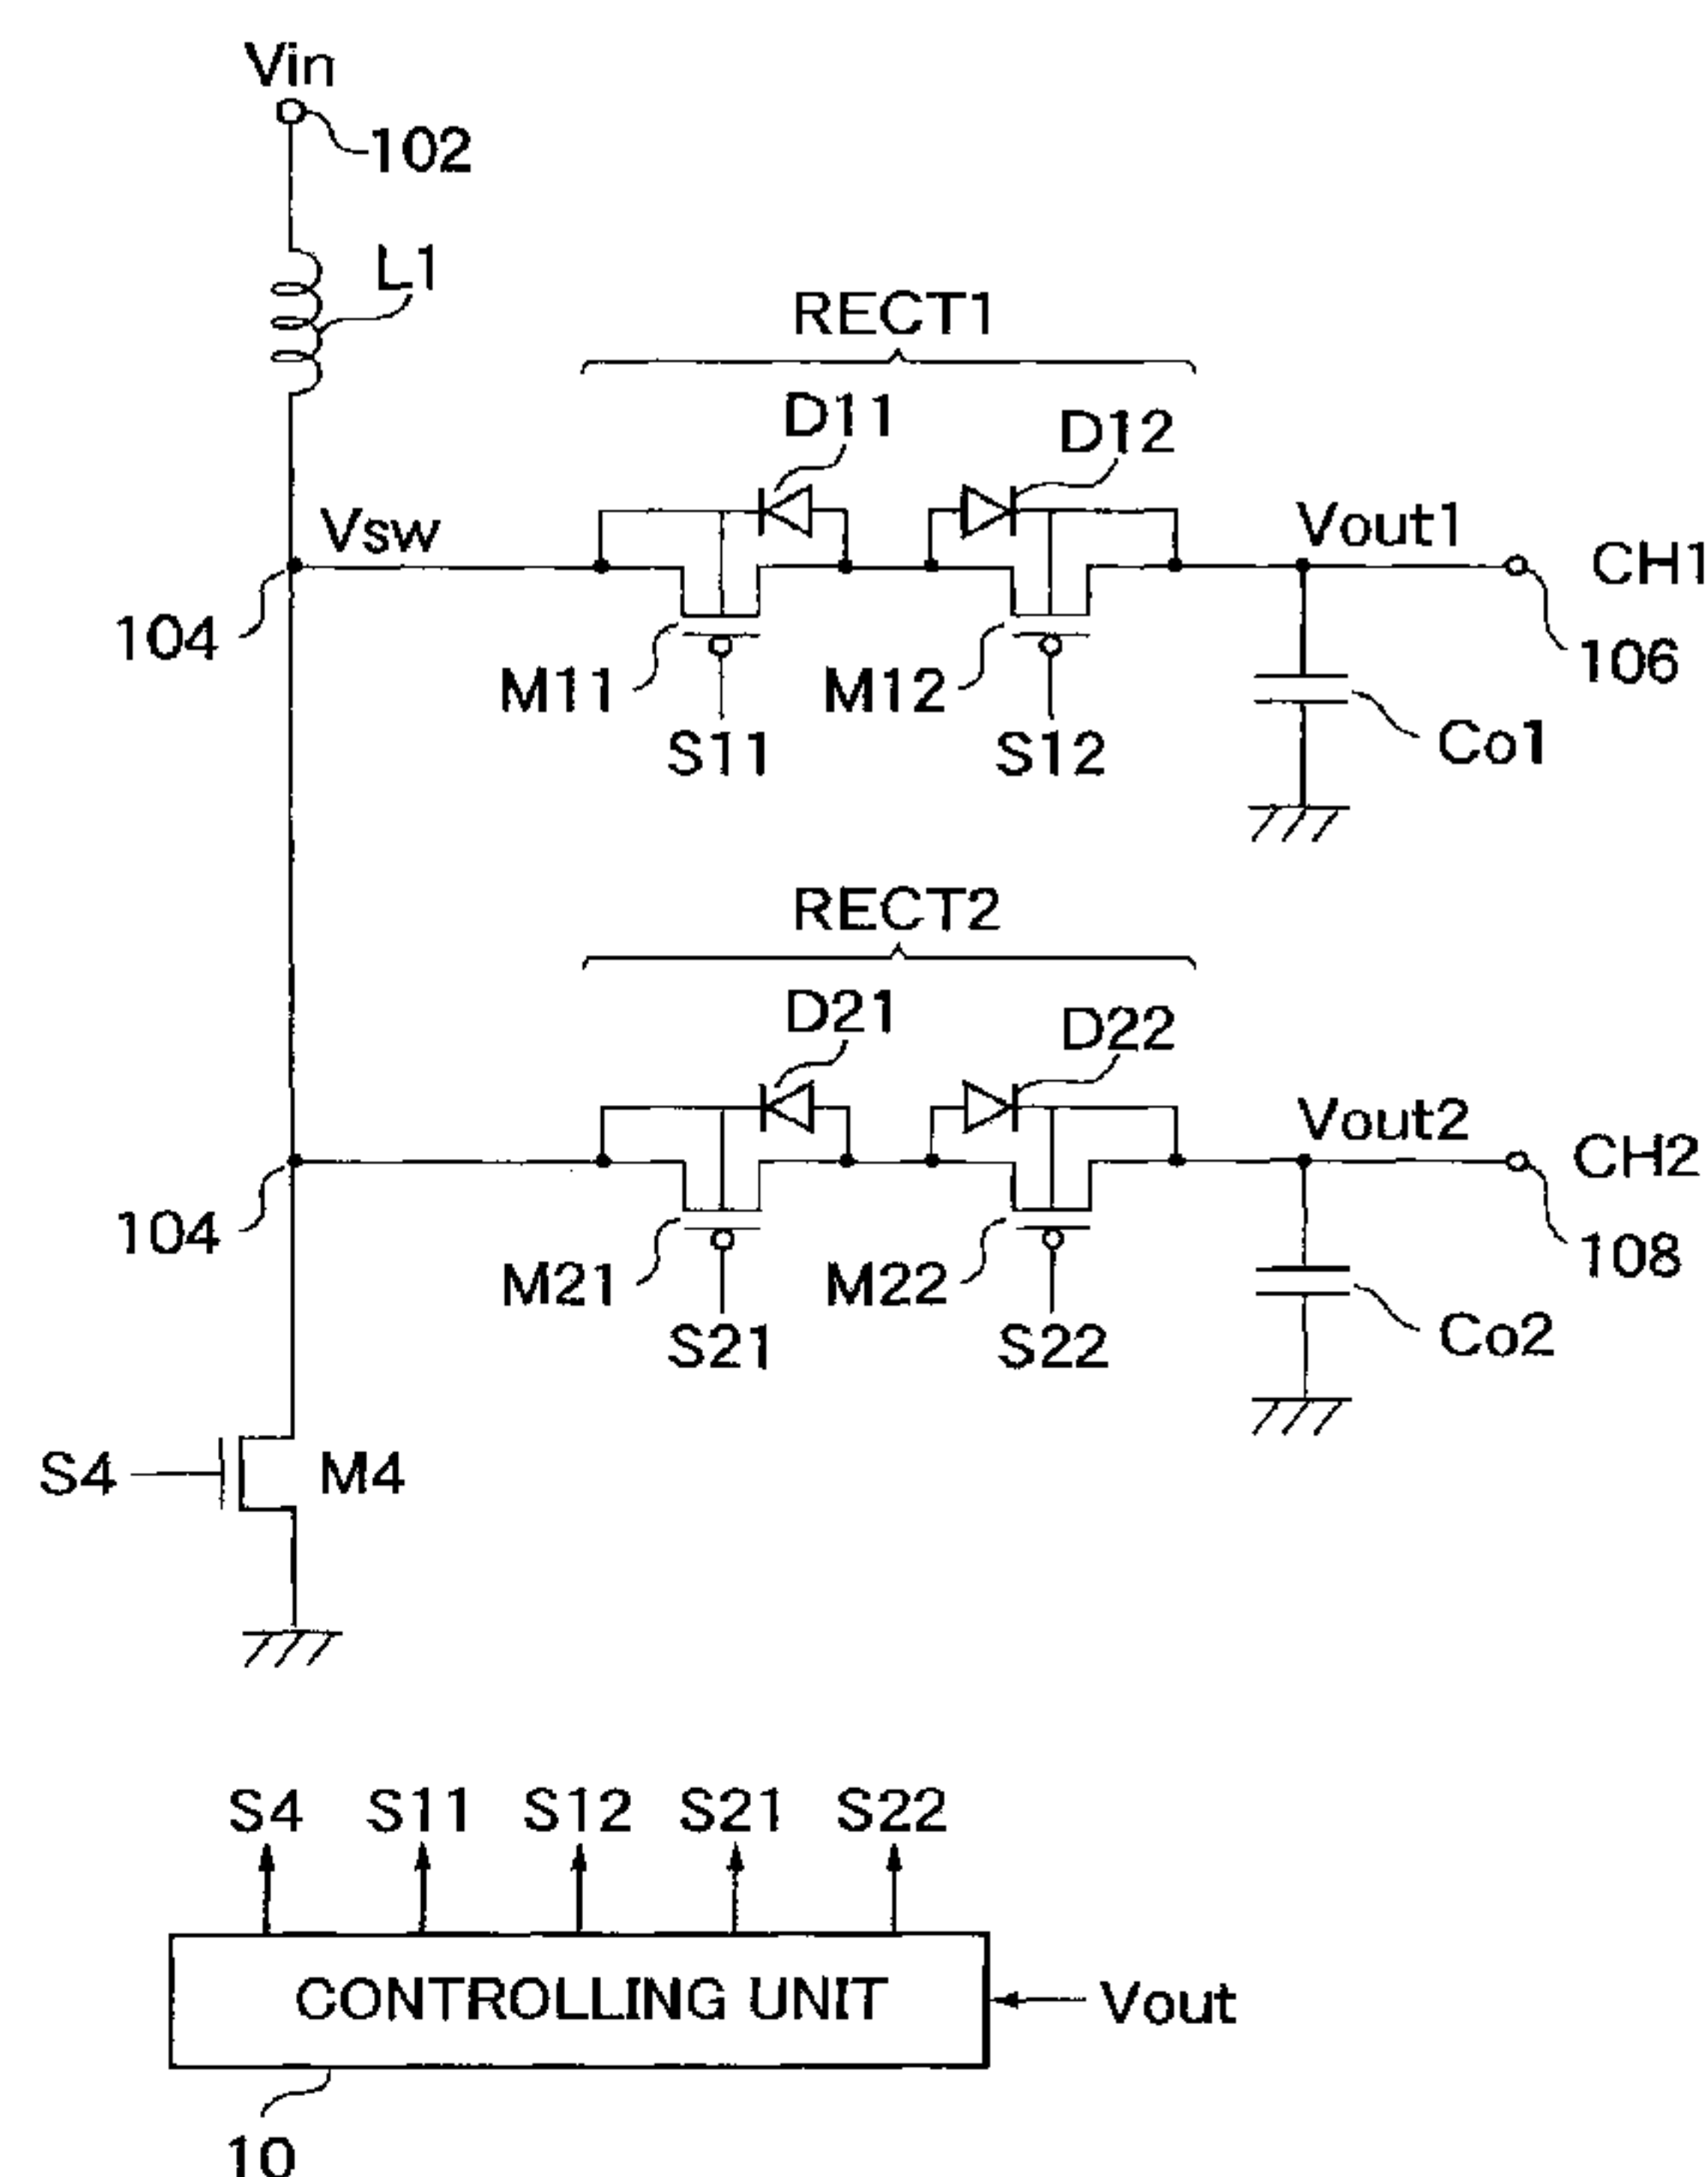 Vin
102
L1
RECT1
D11
D12
Vsw
Vout1
CH1
104
M11
M12
106
S11
S12
Co1
RECT2
D21
D22
Vout2
CH2
104
M21
M22
108
S21
S22
Co2
S4
M4
S4 S11 S12 S21 S22
CONTROLLING UNIT
Vout
10